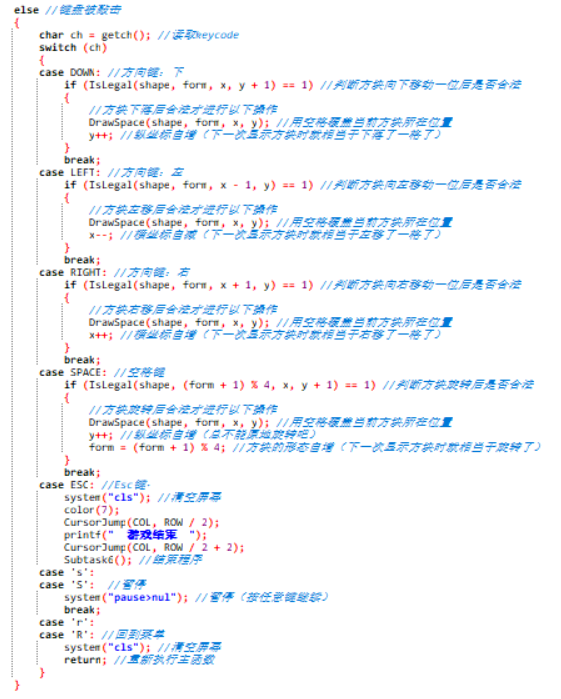 else //键盘被敲击
{
char ch = getch(); //读取keycode
switch (ch)
{
case DOWN: //方向键：下
if (IsLegal(shape, form, x, y + 1) == 1) //判断方块向下移动一位后是否合法
{
//方块下落后合法才进行以下操作
DrawSpace(shape, form, x, y); //用空格覆盖当前方块所在位置
y++; //纵坐标自增（下一次显示方块时就相当于下落了一格了）
}
break;
case LEFT: //方向键：左
if (IsLegal(shape, form, x - 1, y) == 1) //判断方块向左移动一位后是否合法
{
//方块左移后合法才进行以下操作
DrawSpace(shape, form, x, y); //用空格覆盖当前方块所在位置
x--; //横坐标自减（下一次显示方块时就相当于左移了一格了）
}
break;
case RIGHT: //方向键：右
if (IsLegal(shape, form, x + 1, y) == 1) //判断方块向右移动一位后是否合法
{
//方块右移后合法才进行以下操作
DrawSpace(shape, form, x, y); //用空格覆盖当前方块所在位置
x++; //横坐标自增（下一次显示方块时就相当于右移了一格了）
}
break;
case SPACE: //空格键
if (IsLegal(shape, (form + 1) % 4, x, y + 1) == 1) //判断方块旋转后是否合法
{
//方块旋转后合法才进行以下操作
DrawSpace(shape, form, x, y); //用空格覆盖当前方块所在位置
y++; //纵坐标自增（总不能原地旋转吧）
form = (form + 1) % 4; //方块的形态自增（下一次显示方块时就相当于旋转了）
}
break;
case ESC: //Esc键·
system("cls"); //清空屏幕
color(7);
CursorJump(COL, ROW / 2);
printf("  游戏结束  ");
CursorJump(COL, ROW / 2 + 2);
Subtask6(); //结束程序
case 's':
case 'S': //暂停
system("pause>nul"); //暂停（按任意键继续）
break;
case 'r':
case 'R': //回到菜单
system("cls"); //清空屏幕
return; //重新执行主函数
}
}